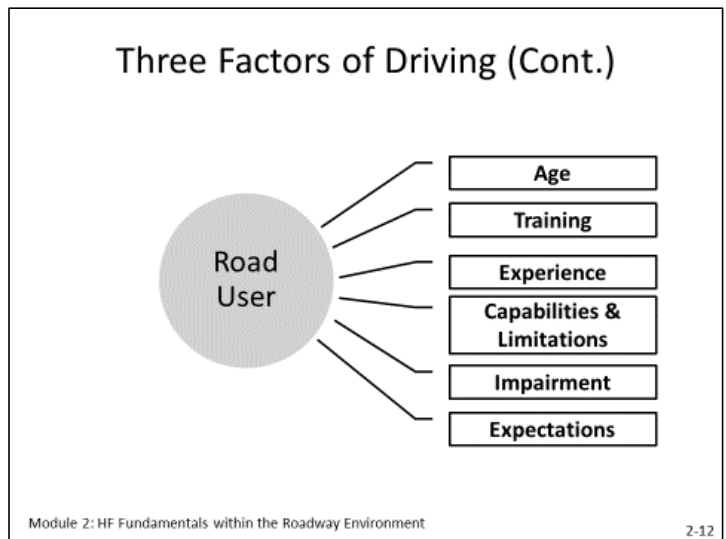 Three Factors of Driving (Cont.)
Road
User
Age
Training
Experience
Capabilities &
Limitations
Impairment
Expectations
Module 2: HF Fundamentals within the Roadway Environment
2-12